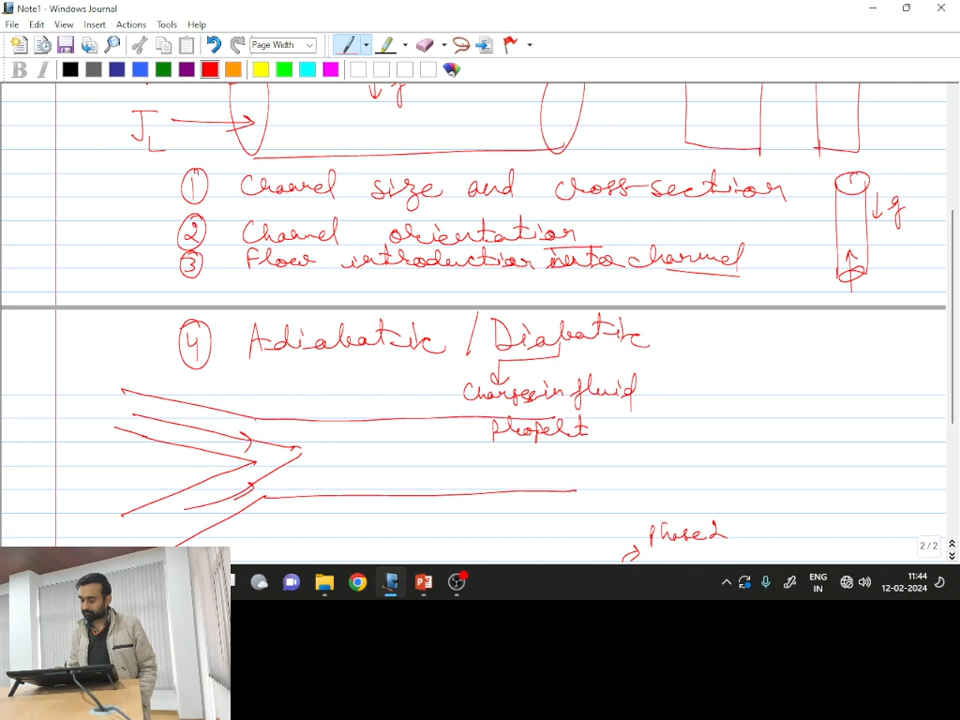 Note1 - Windows Journal
File Edit View Insert Actions Tools Help
Page Width
B I
g
J L
1 Channel size and cross-section
g
2 Channel orientation
3 Flow introduction into channel
4 Adiabatic / Diabatic
Changes in fluid
propert
Phase 2
2 / 2
ENG
IN
11:44
12-02-2024